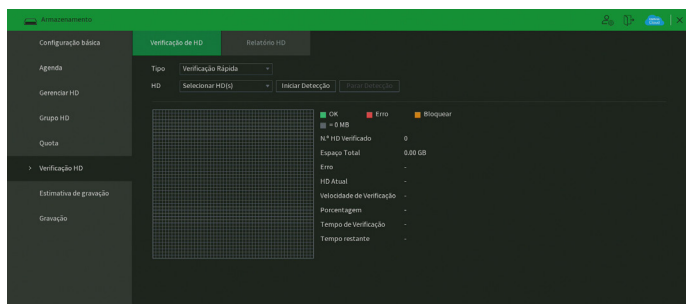 Armazenamento
Configuração básica
Agenda
Gerenciar HD
Grupo HD
Quota
> Verificação HD
Estimativa de gravação
Gravação
Verificação de HD Relatório HD
Tipo Verificação Rápida
HD Selecionar HD(s) Iniciar Detecção Parar Detecção
OK Erro Bloquear
= 0 MB
N.º HD Verificado 0
Espaço Total 0.00 GB
Erro -
HD Atual -
Velocidade de Verificação -
Porcentagem -
Tempo de Verificação -
Tempo restante -